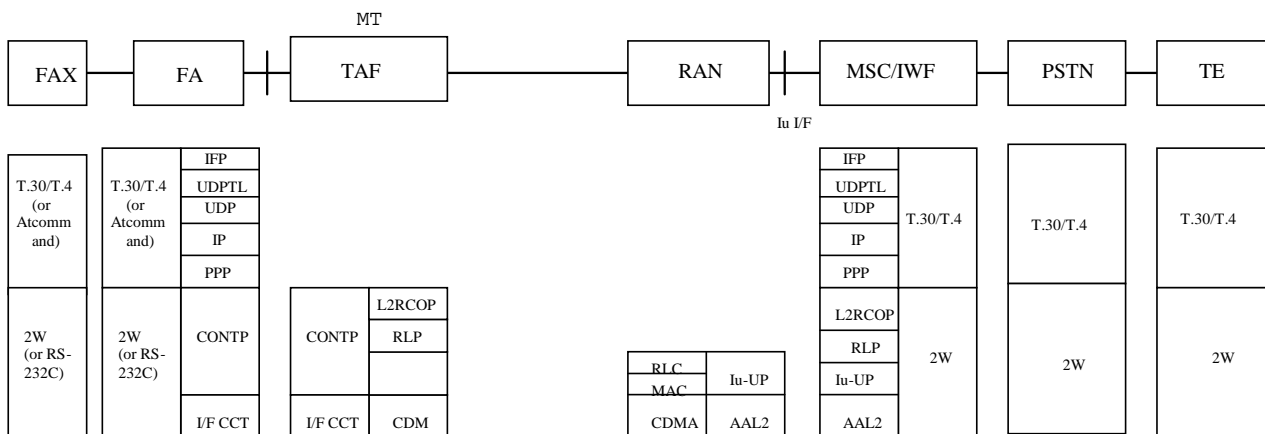 MT
FAX
FA
TAF
RAN
MSC/IWF
PSTN
TE
Iu I/F
T.30/T.4
(or
Atcomm
and)
2W
(or RS-
232C)
T.30/T.4
(or
Atcomm
and)
2W
(or RS-
232C)
IFP
UDPTL
UDP
IP
PPP
CONTP
I/F CCT
CONTP
I/F CCT
L2RCOP
RLP
CDM
RLC
MAC
CDMA
Iu-UP
AAL2
IFP
UDPTL
UDP
IP
PPP
L2RCOP
RLP
Iu-UP
AAL2
T.30/T.4
2W
T.30/T.4
2W
T.30/T.4
2W